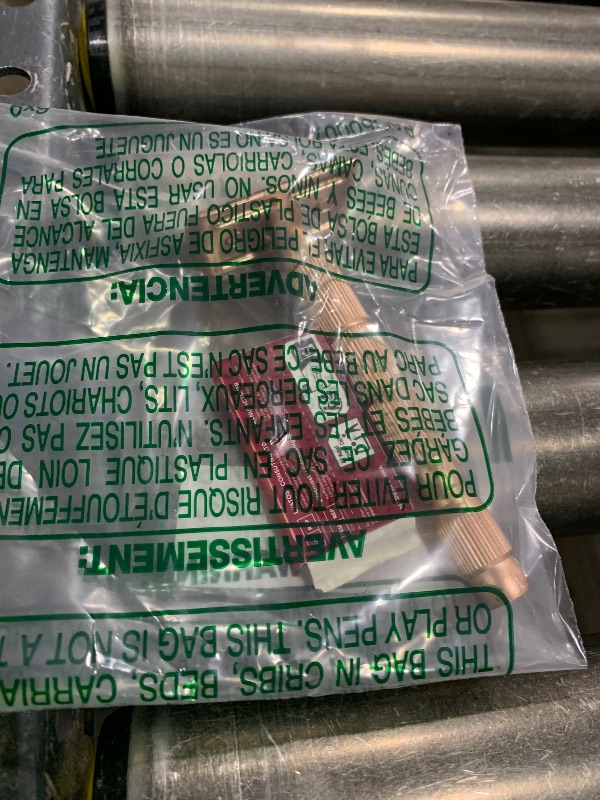 THIS BAG IN CRIBS, BEDS, CARRIA
OR PLAY PENS. THIS BAG IS NOT A T
AVERTISSEMENT:
POUR ÉVITER TOUT RISQUE D'ÉTOUFFEMEN
GARDEZ CE SAC EN PLASTIQUE LOIN DE
BÉBÉS ET LES ENFANTS. N'UTILISEZ PAS C
SAC DANS LES BERCEAUX, LITS, CHARIOTS OU
PARC AU BÉBÉ. CE SAC N'EST PAS UN JOUET.
ADVERTENCIA:
PARA EVITAR EL PELIGRO DE ASFIXIA, MANTENGA
ESTA BOLSA DE PLASTICO FUERA DEL ALCANCE
DE BEBÉS Y NIÑOS. NO USAR ESTA BOLSA EN
CUNAS, CAMAS, CARRIOLAS O CORRALES PARA
BEBES. LA BOLSA NO ES UN JUGUETE